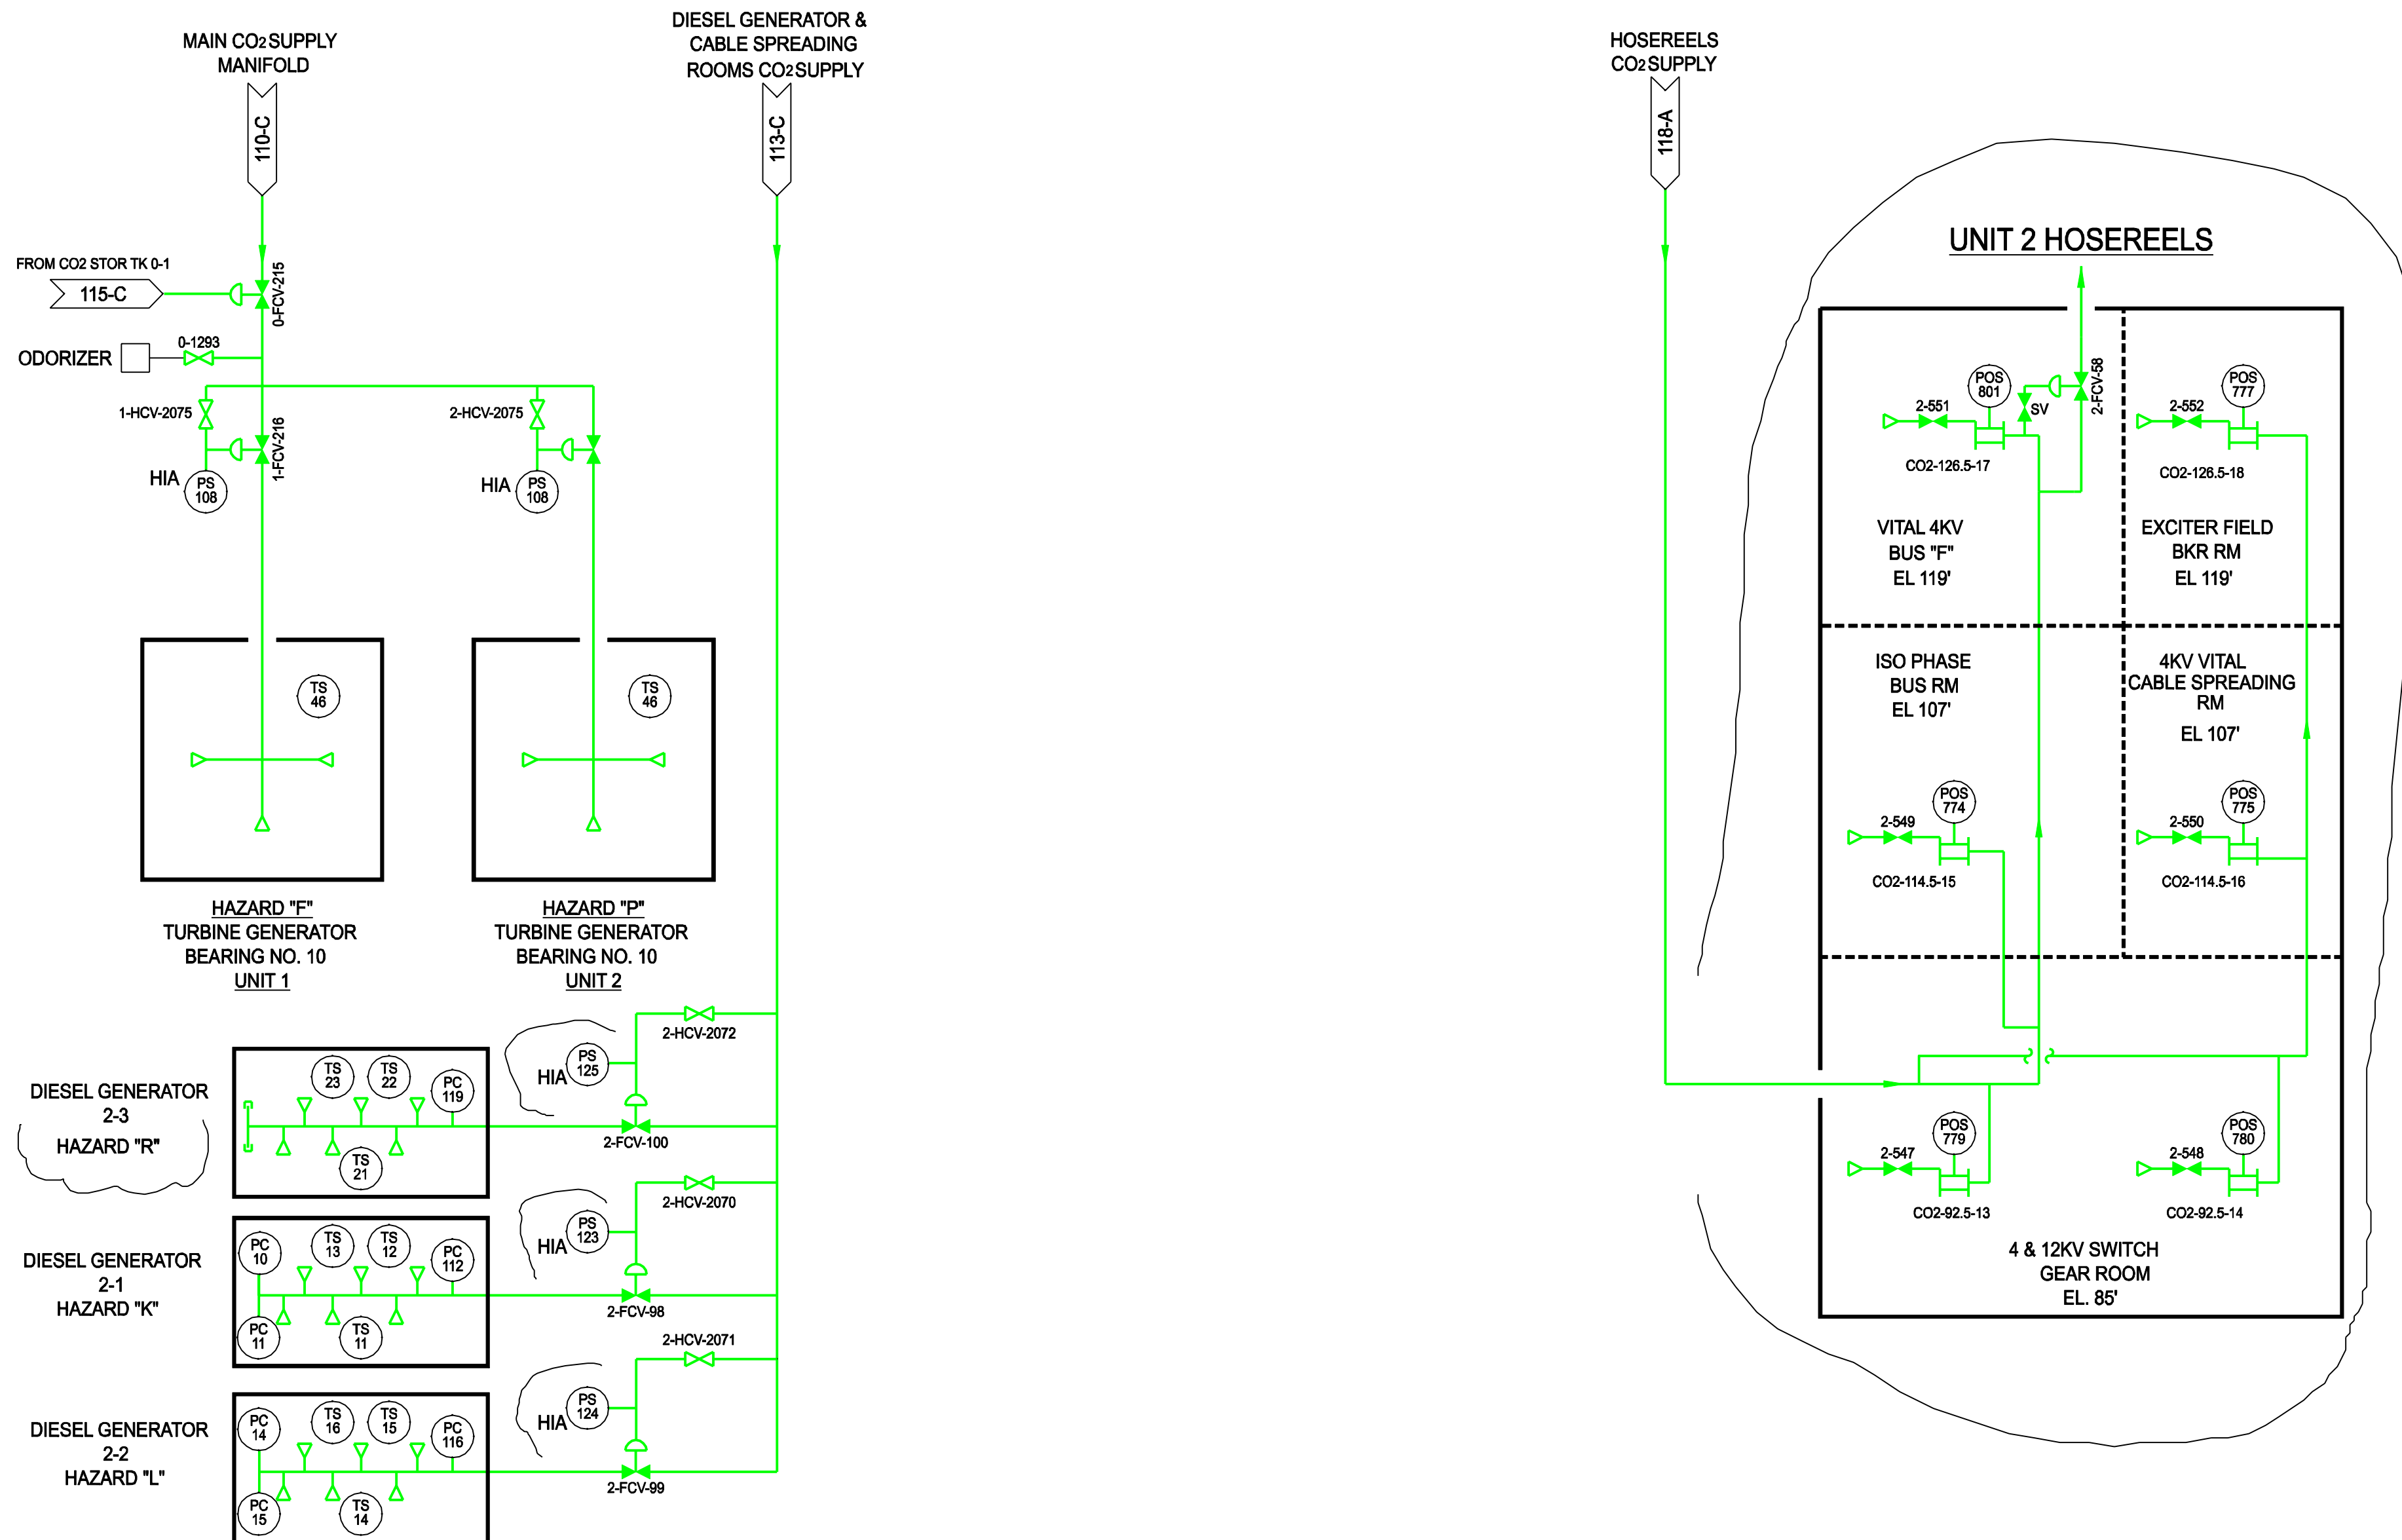 MAIN CO2 SUPPLY
MANIFOLD
110-C
FROM CO2 STOR TK 0-1
115-C
0-FCV-215
ODORIZER
0-1293
1-HCV-2075
1-FCV-216
HIA
PS
108
2-HCV-2075
HIA
PS
108
TS
46
TS
46
HAZARD "F"
TURBINE GENERATOR
BEARING NO. 10
UNIT 1
HAZARD "P"
TURBINE GENERATOR
BEARING NO. 10
UNIT 2
DIESEL GENERATOR &
CABLE SPREADING
ROOMS CO2 SUPPLY
113-C
2-HCV-2072
HIA
PS
125
2-FCV-100
DIESEL GENERATOR
2-3
HAZARD "R"
TS
23
TS
22
PC
119
TS
21
2-HCV-2070
HIA
PS
123
2-FCV-98
DIESEL GENERATOR
2-1
HAZARD "K"
PC
10
TS
13
TS
12
PC
112
PC
11
TS
11
2-HCV-2071
HIA
PS
124
2-FCV-99
DIESEL GENERATOR
2-2
HAZARD "L"
PC
14
TS
16
TS
15
PC
116
PC
15
TS
14
HOSEREELS
CO2 SUPPLY
118-A
UNIT 2 HOSEREELS
2-551
POS
801
SV
2-FCV-58
CO2-126.5-17
VITAL 4KV
BUS "F"
EL 119'
2-552
POS
777
CO2-126.5-18
EXCITER FIELD
BKR RM
EL 119'
ISO PHASE
BUS RM
EL 107'
2-549
POS
774
CO2-114.5-15
4KV VITAL
CABLE SPREADING
RM
EL 107'
2-550
POS
775
CO2-114.5-16
2-547
POS
779
CO2-92.5-13
2-548
POS
780
CO2-92.5-14
4 & 12KV SWITCH
GEAR ROOM
EL. 85'